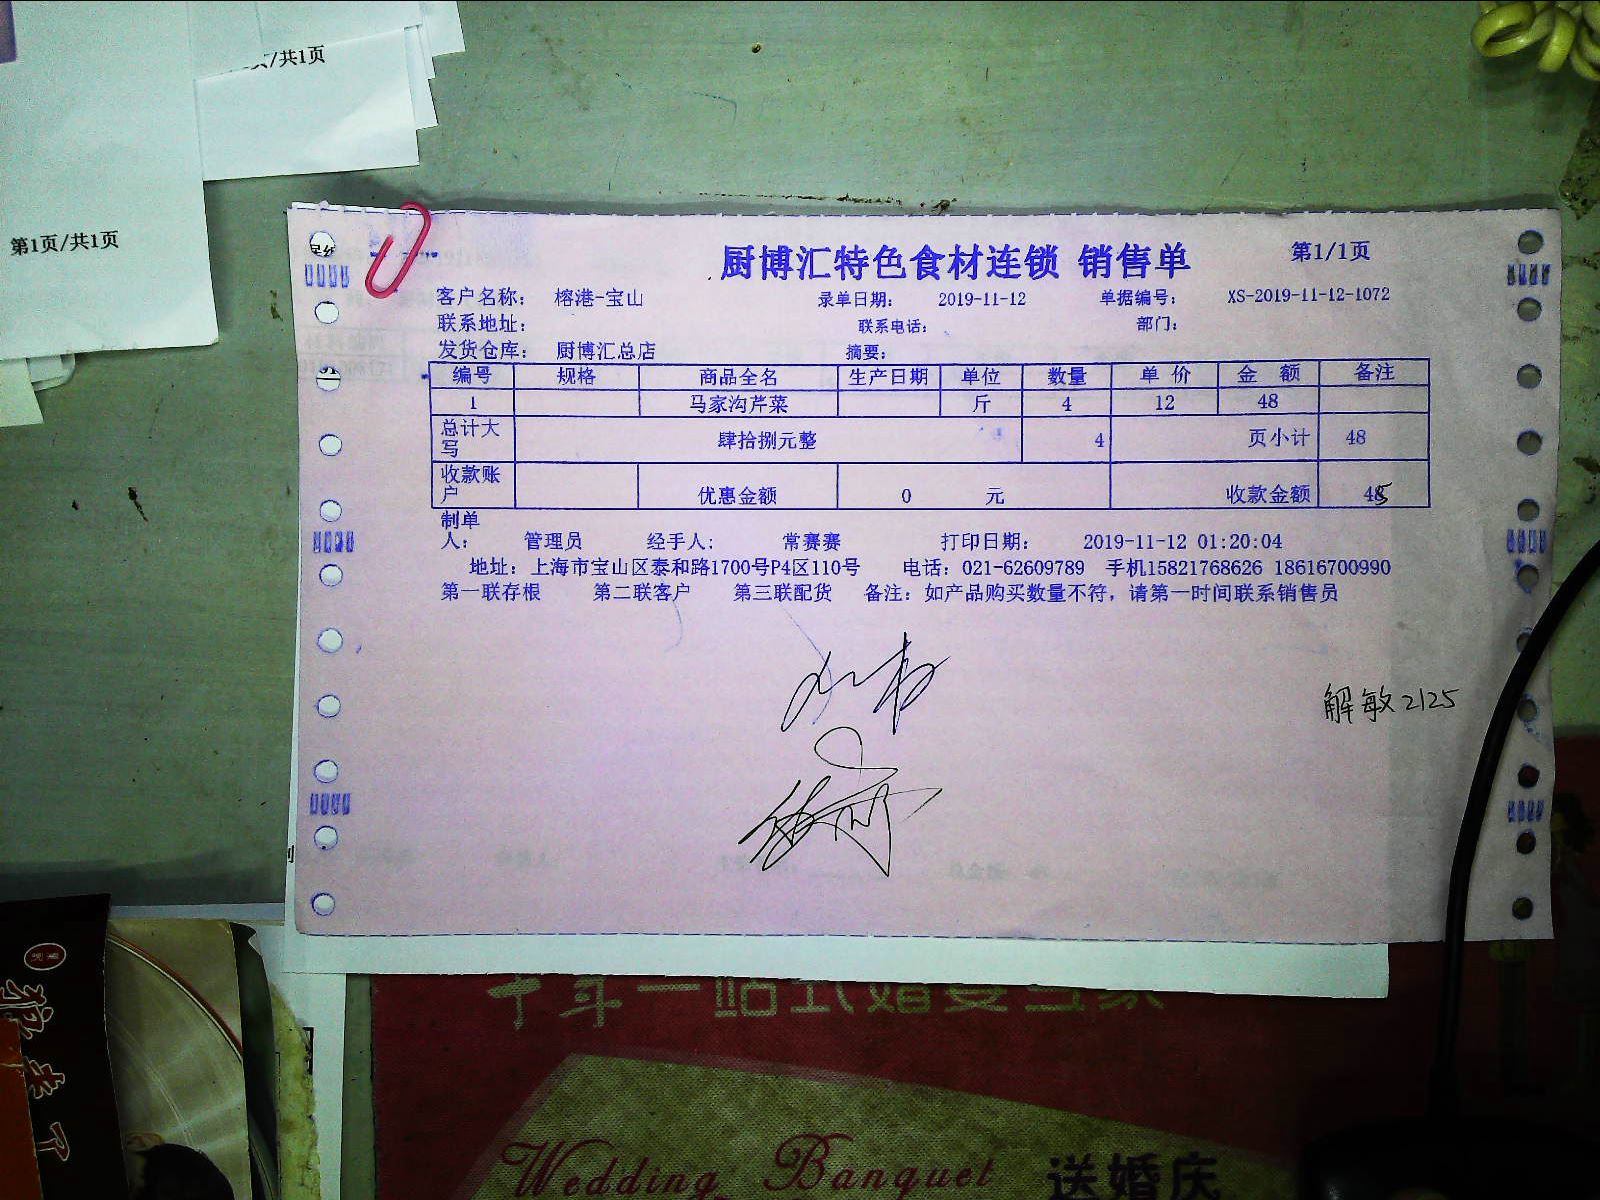 页/共1页
第1页/共1页
厨博汇特色食材连锁 销售单 第1/1页
客户名称： 榕港-宝山 录单日期： 2019-11-12 单据编号： XS-2019-11-12-1072
联系地址： 联系电话： 部门：
发货仓库： 厨博汇总店 摘要：
编号 规格 商品全名 生产日期 单位 数量 单 价 金 额 备注
1 马家沟芹菜 斤 4 12 48
总计大写 肆拾捌元整 4 页小计 48
收款账户 优惠金额 0 元 收款金额 48
制单人： 管理员 经手人： 常赛赛 打印日期： 2019-11-12 01:20:04
地址：上海市宝山区泰和路1700号P4区110号 电话：021-62609789 手机15821768626 18616700990
第一联存根 第二联客户 第三联配货 备注：如产品购买数量不符，请第一时间联系销售员
解敏2125
Wedding Banquet 送婚庆